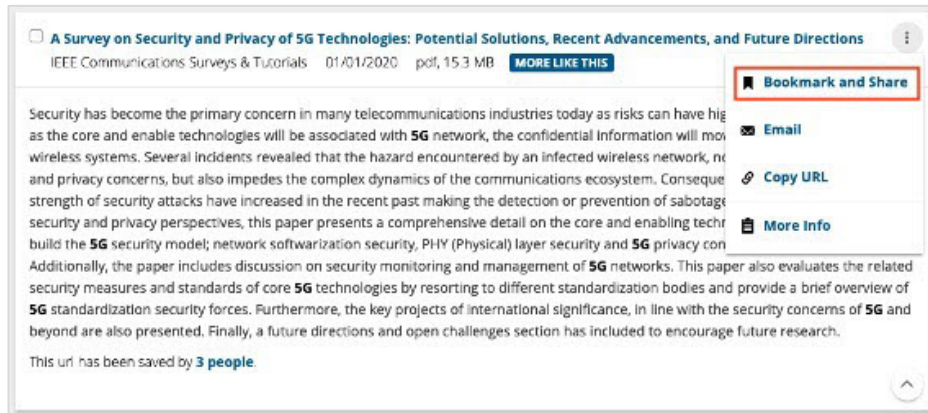 A Survey on Security and Privacy of 5G Technologies: Potential Solutions, Recent Advancements, and Future Directions
IEEE Communications Surveys & Tutorials 01/01/2020 pdf, 15.3 MB MORE LIKE THIS
Bookmark and Share
Email
Copy URL
More Info
Security has become the primary concern in many telecommunications industries today as risks can have hig
as the core and enable technologies will be associated with 5G network, the confidential information will mo
wireless systems. Several incidents revealed that the hazard encountered by an infected wireless network, n
and privacy concerns, but also impedes the complex dynamics of the communications ecosystem. Conseque
strength of security attacks have increased in the recent past making the detection or prevention of sabotage
security and privacy perspectives, this paper presents a comprehensive detail on the core and enabling techn
build the 5G security model; network softwarization security, PHY (Physical) layer security and 5G privacy con
Additionally, the paper includes discussion on security monitoring and management of 5G networks. This paper also evaluates the related
security measures and standards of core 5G technologies by resorting to different standardization bodies and provide a brief overview of
5G standardization security forces. Furthermore, the key projects of international significance, in line with the security concerns of 5G and
beyond are also presented. Finally, a future directions and open challenges section has included to encourage future research.
This url has been saved by 3 people.